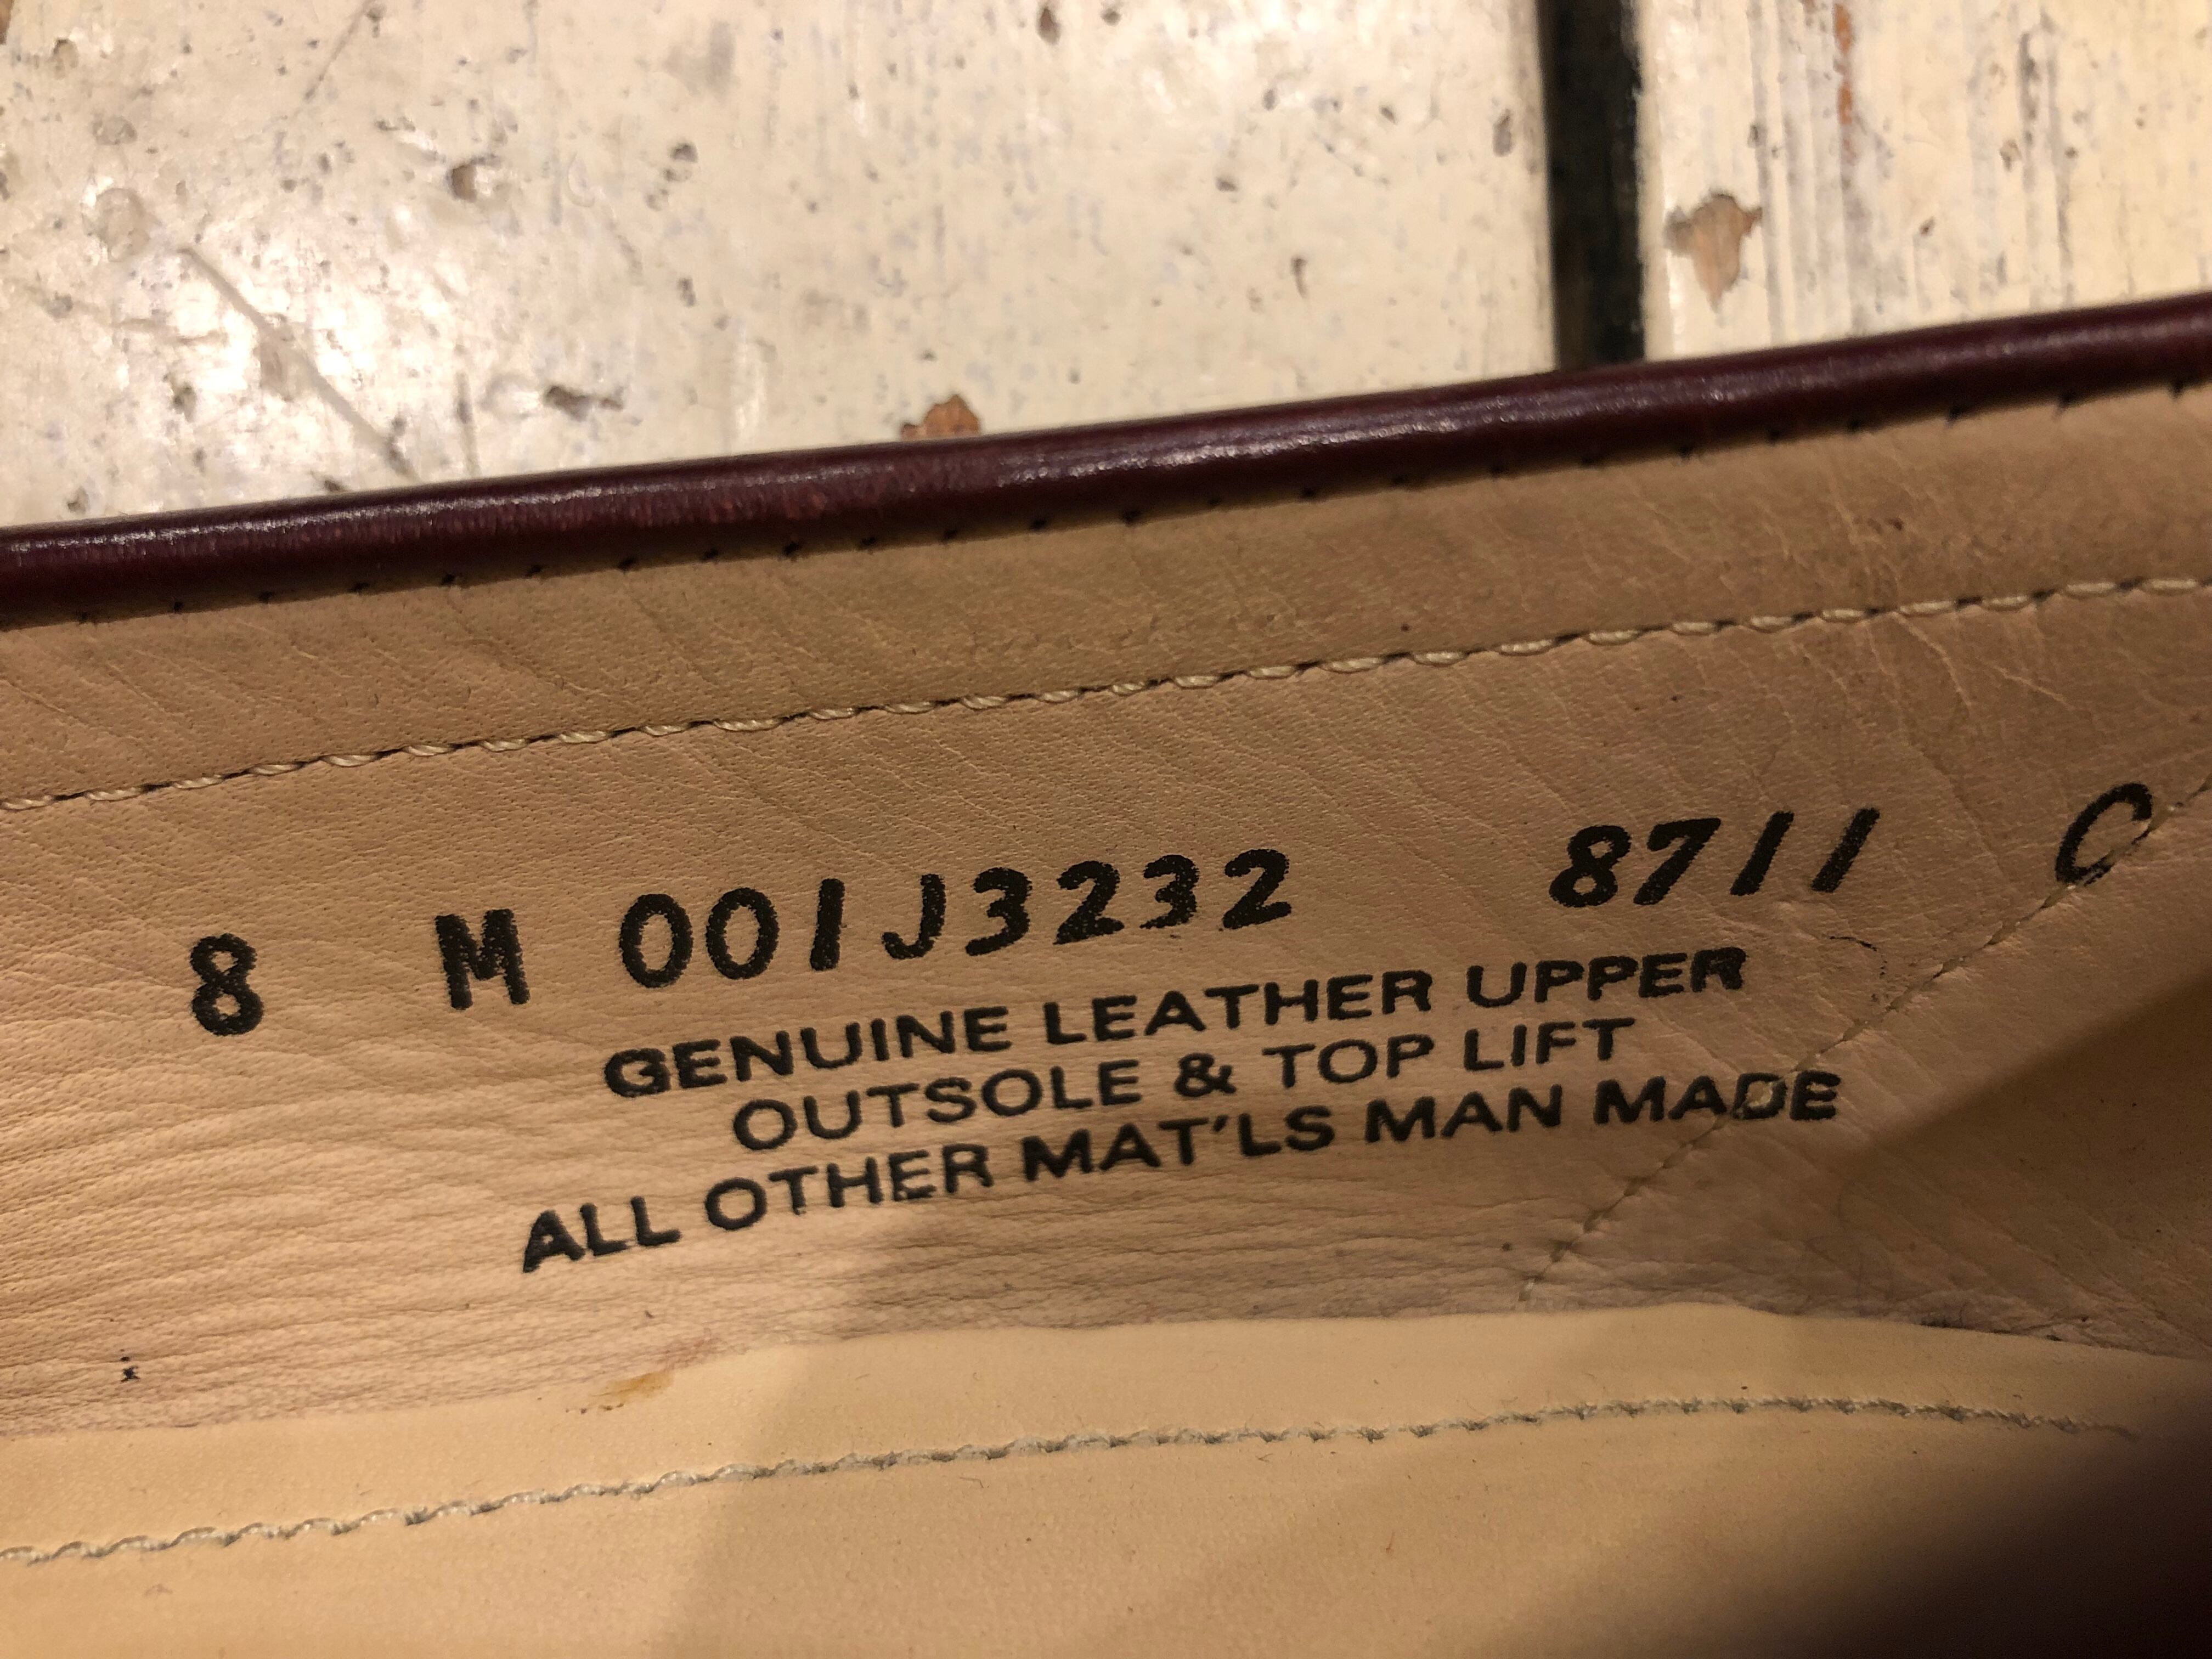 8 M 001J3232 8711 C
GENUINE LEATHER UPPER
OUTSOLE & TOP LIFT
ALL OTHER MAT'LS MAN MADE